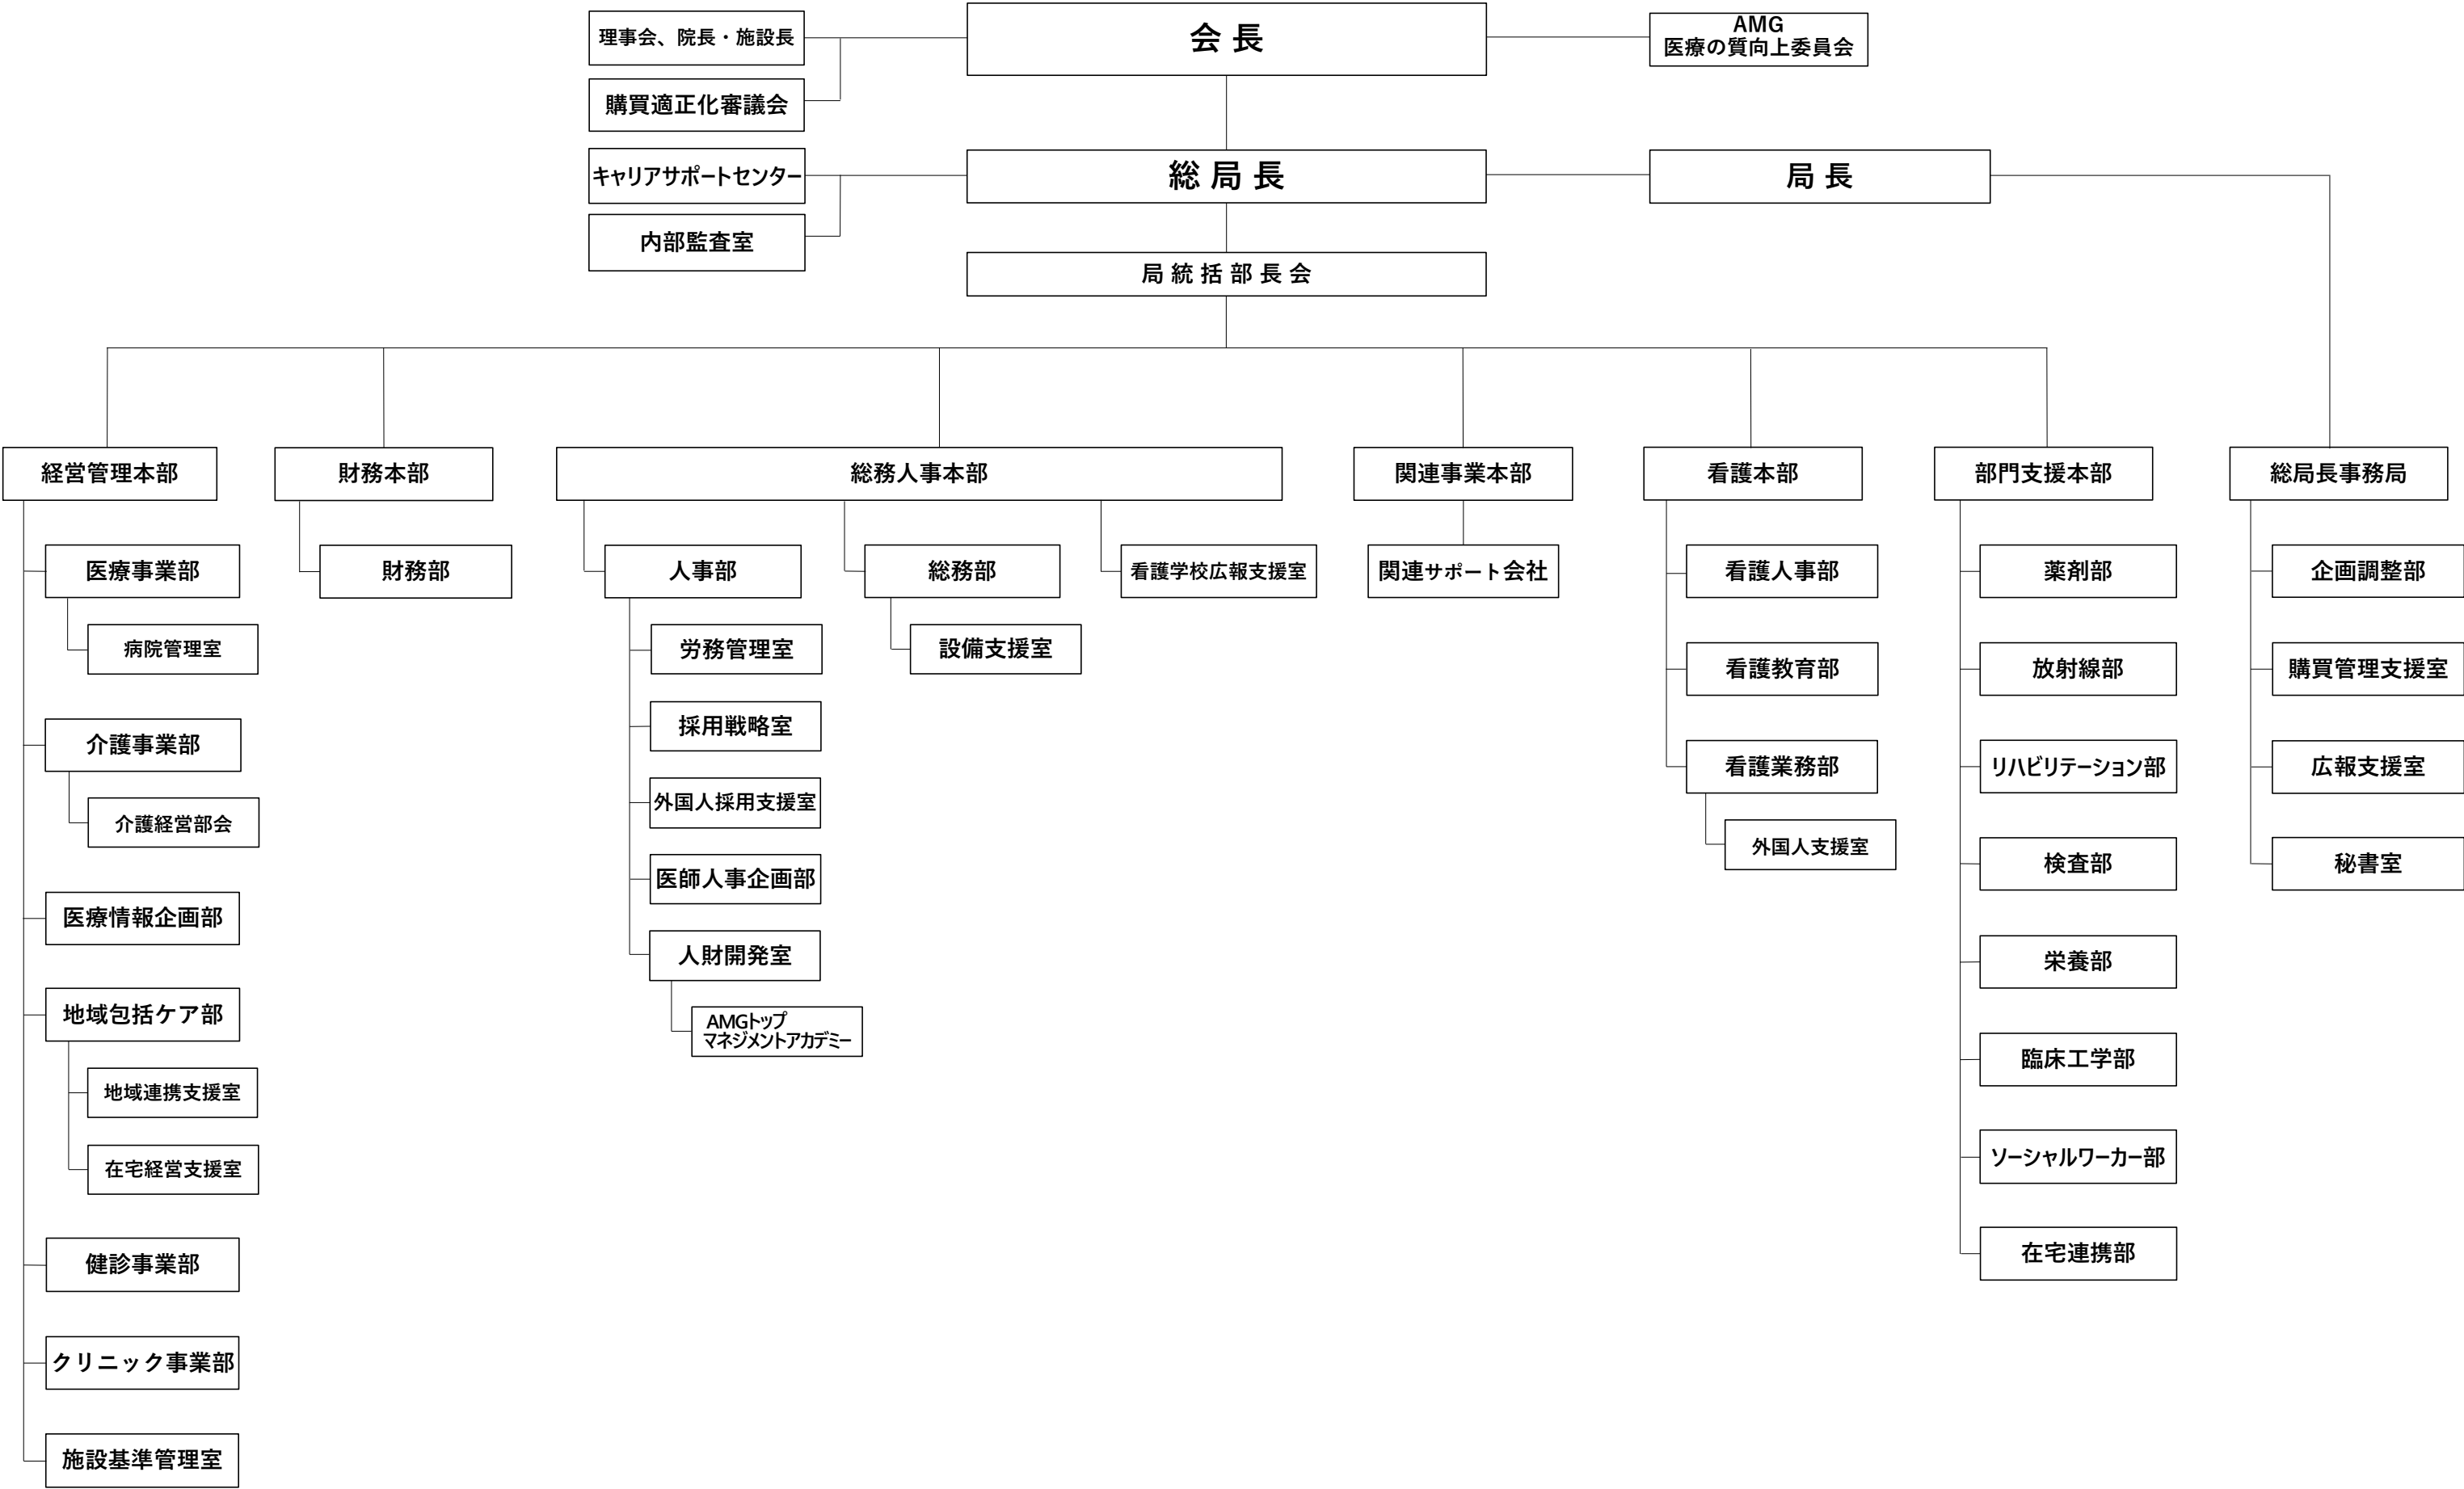 会 長
理事会、院長・施設長
AMG
医療の質向上委員会
購買適正化審議会
キャリアサポートセンター
総 局 長
局 長
内部監査室
局 統 括 部 長 会
経営管理本部
医療事業部
病院管理室
介護事業部
介護経営部会
医療情報企画部
地域包括ケア部
地域連携支援室
在宅経営支援室
健診事業部
クリニック事業部
施設基準管理室
財務本部
財務部
総務人事本部
人事部
労務管理室
採用戦略室
外国人採用支援室
医師人事企画部
人財開発室
AMGトップ
マネジメントアカデミー
総務部
設備支援室
看護学校広報支援室
関連事業本部
関連サポート会社
看護本部
看護人事部
看護教育部
看護業務部
外国人支援室
部門支援本部
薬剤部
放射線部
リハビリテーション部
検査部
栄養部
臨床工学部
ソーシャルワーカー部
在宅連携部
総局長事務局
企画調整部
購買管理支援室
広報支援室
秘書室